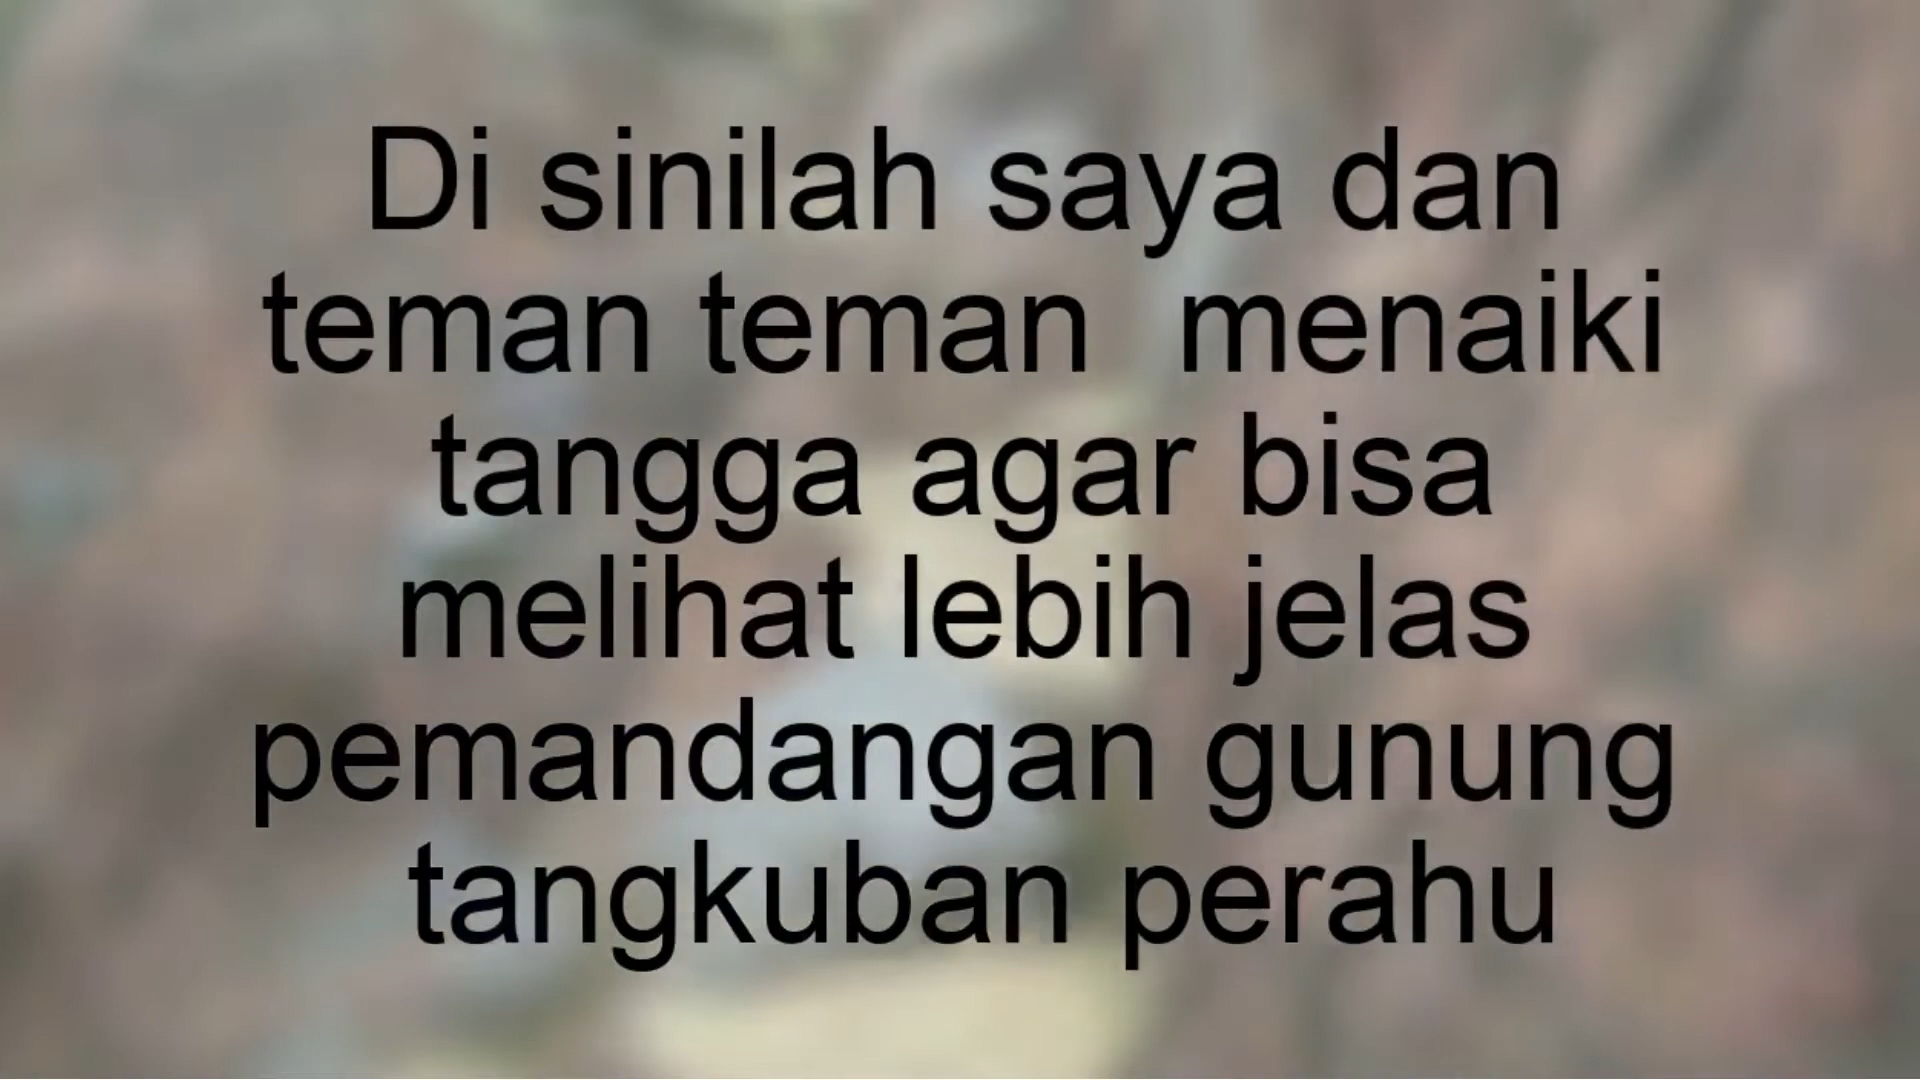 Di sinilah saya dan
teman teman  menaiki
tangga agar bisa
melihat lebih jelas
pemandangan gunung
tangkuban perahu